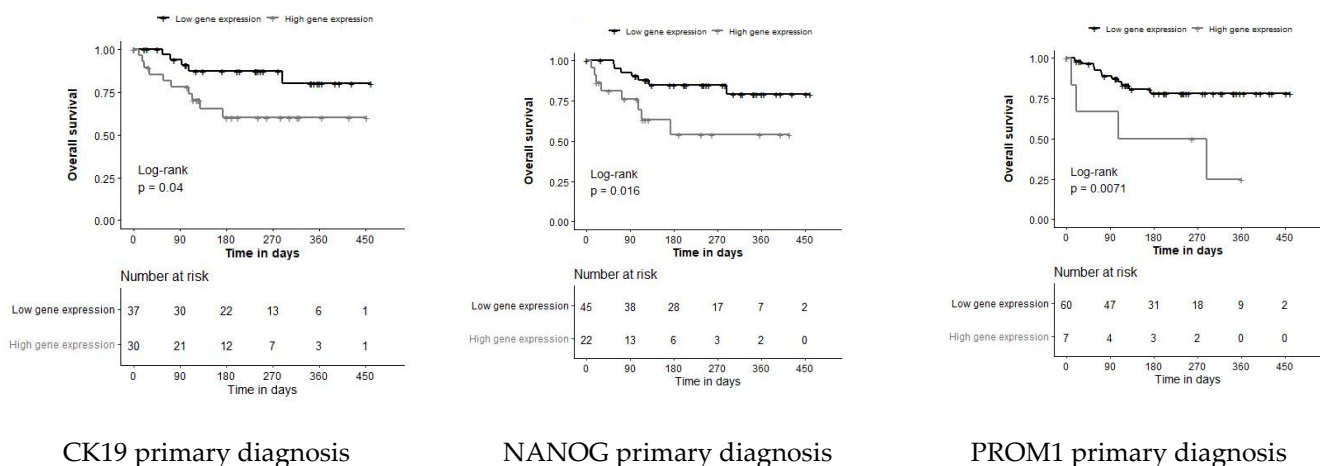 Low gene expression High gene expression
1.00
0.75
0.50
0.25
0.00
Overall survival
Log-rank
p = 0.04
0 90 180 270 360 450
Time in days
Number at risk
Low gene expression 37 30 22 13 6 1
High gene expression 30 21 12 7 3 1
0 90 180 270 360 450
Time in days
CK19 primary diagnosis
Low gene expression High gene expression
1.00
0.75
0.50
0.25
0.00
Overall survival
Log-rank
p = 0.016
0 90 180 270 360 450
Time in days
Number at risk
Low gene expression 45 38 28 17 7 2
High gene expression 22 13 6 3 2 0
0 90 180 270 360 450
Time in days
NANOG primary diagnosis
Low gene expression High gene expression
1.00
0.75
0.50
0.25
0.00
Overall survival
Log-rank
p = 0.0071
0 90 180 270 360 450
Time in days
Number at risk
Low gene expression 60 47 31 18 9 2
High gene expression 7 4 3 2 0 0
0 90 180 270 360 450
Time in days
PROM1 primary diagnosis